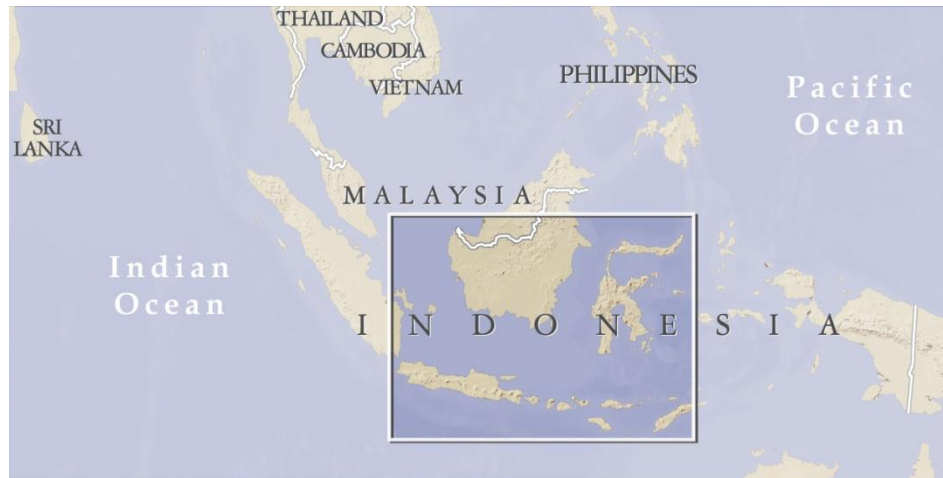 THAILAND
CAMBODIA
VIETNAM
PHILIPPINES
Pacific
Ocean
SRI
LANKA
MALAYSIA
Indian
Ocean
INDONESIA